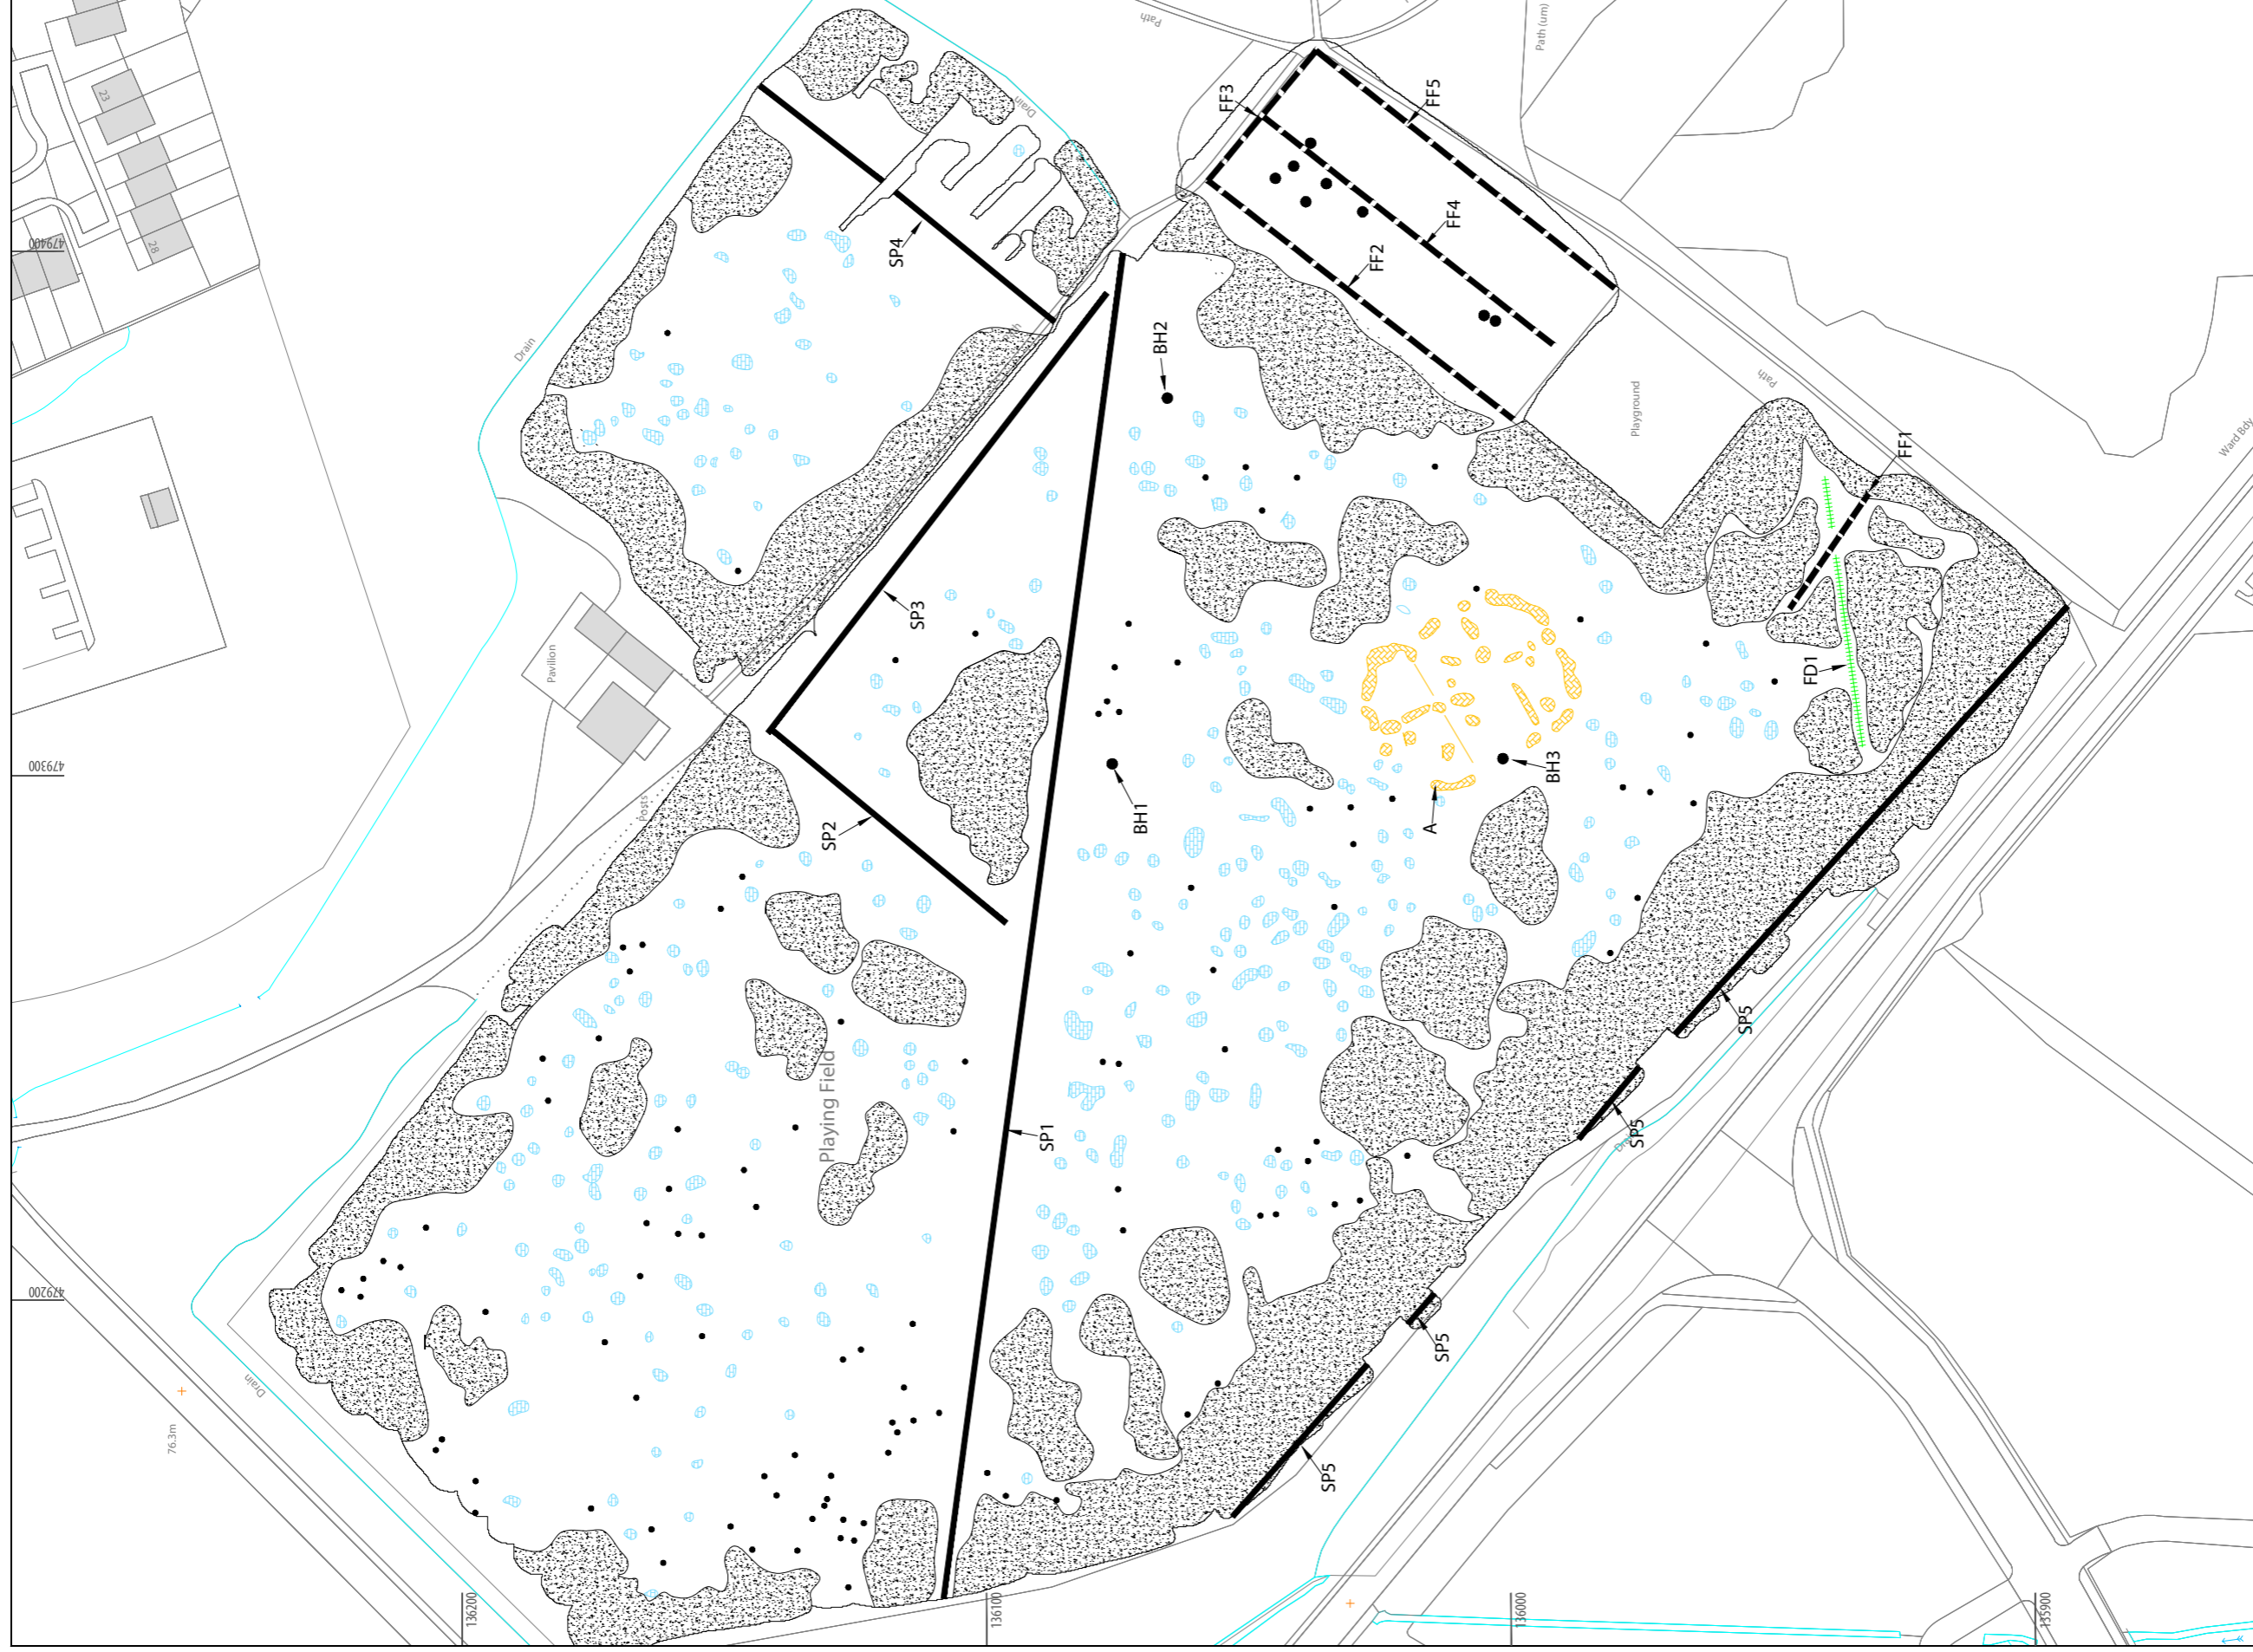 Path
Path (um)
23
28
479400
Drain
Drain
FF3
FF5
FF4
FF2
SP4
BH2
Playground
Path
FF1
Ward Bdy
Pavilion
SP3
FD1
479300
Posts
SP2
BH1
A
BH3
SP5
Playing Field
SP1
SP5
Drain
479200
SP5
Drain
76.3m
SP5
136200
136100
136000
135900